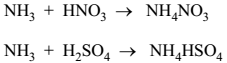 NH₃ + HNO₃ → NH₄NO₃
NH₃ + H₂SO₄ → NH₄HSO₄